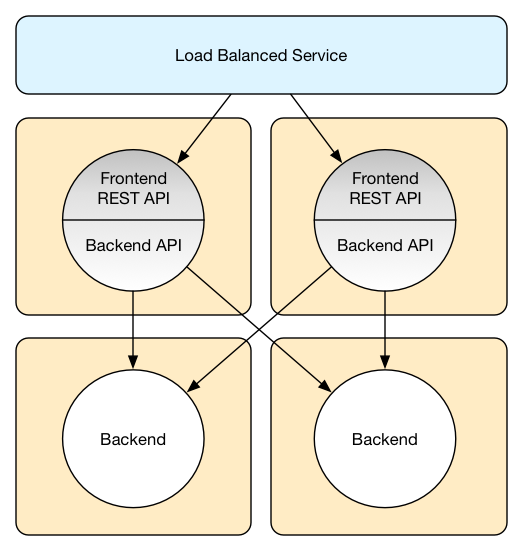 Load Balanced Service
Frontend
REST API
Backend API
Frontend
REST API
Backend API
Backend
Backend